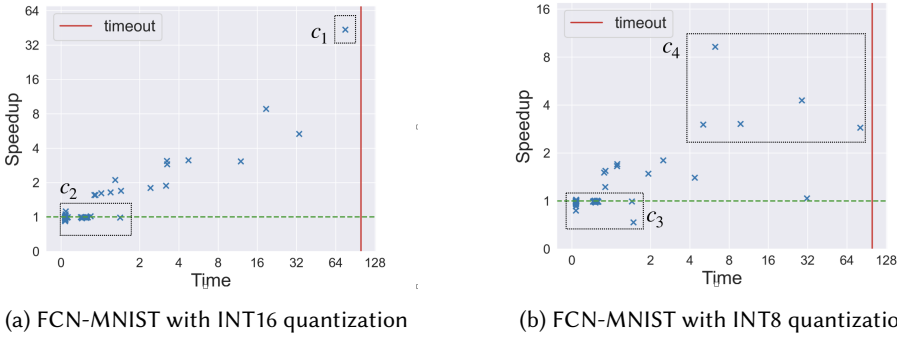 64
32
16
8
4
2
1
0
Speedup
timeout
c1
c2
0 2 4 8 16 32 64 128
Time
(a) FCN-MNIST with INT16 quantization
16
8
4
2
1
0
Speedup
timeout
c4
c3
0 2 4 8 16 32 64 128
Time
(b) FCN-MNIST with INT8 quantizatio